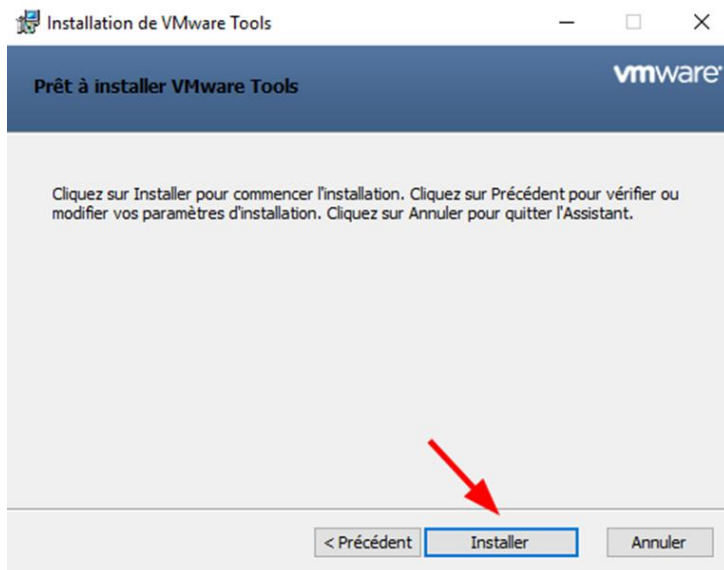 Installation de VMware Tools
Prêt à installer VMware Tools
vmware
Cliquez sur Installer pour commencer l'installation. Cliquez sur Précédent pour vérifier ou
modifier vos paramètres d'installation. Cliquez sur Annuler pour quitter l'Assistant.
< Précédent Installer Annuler